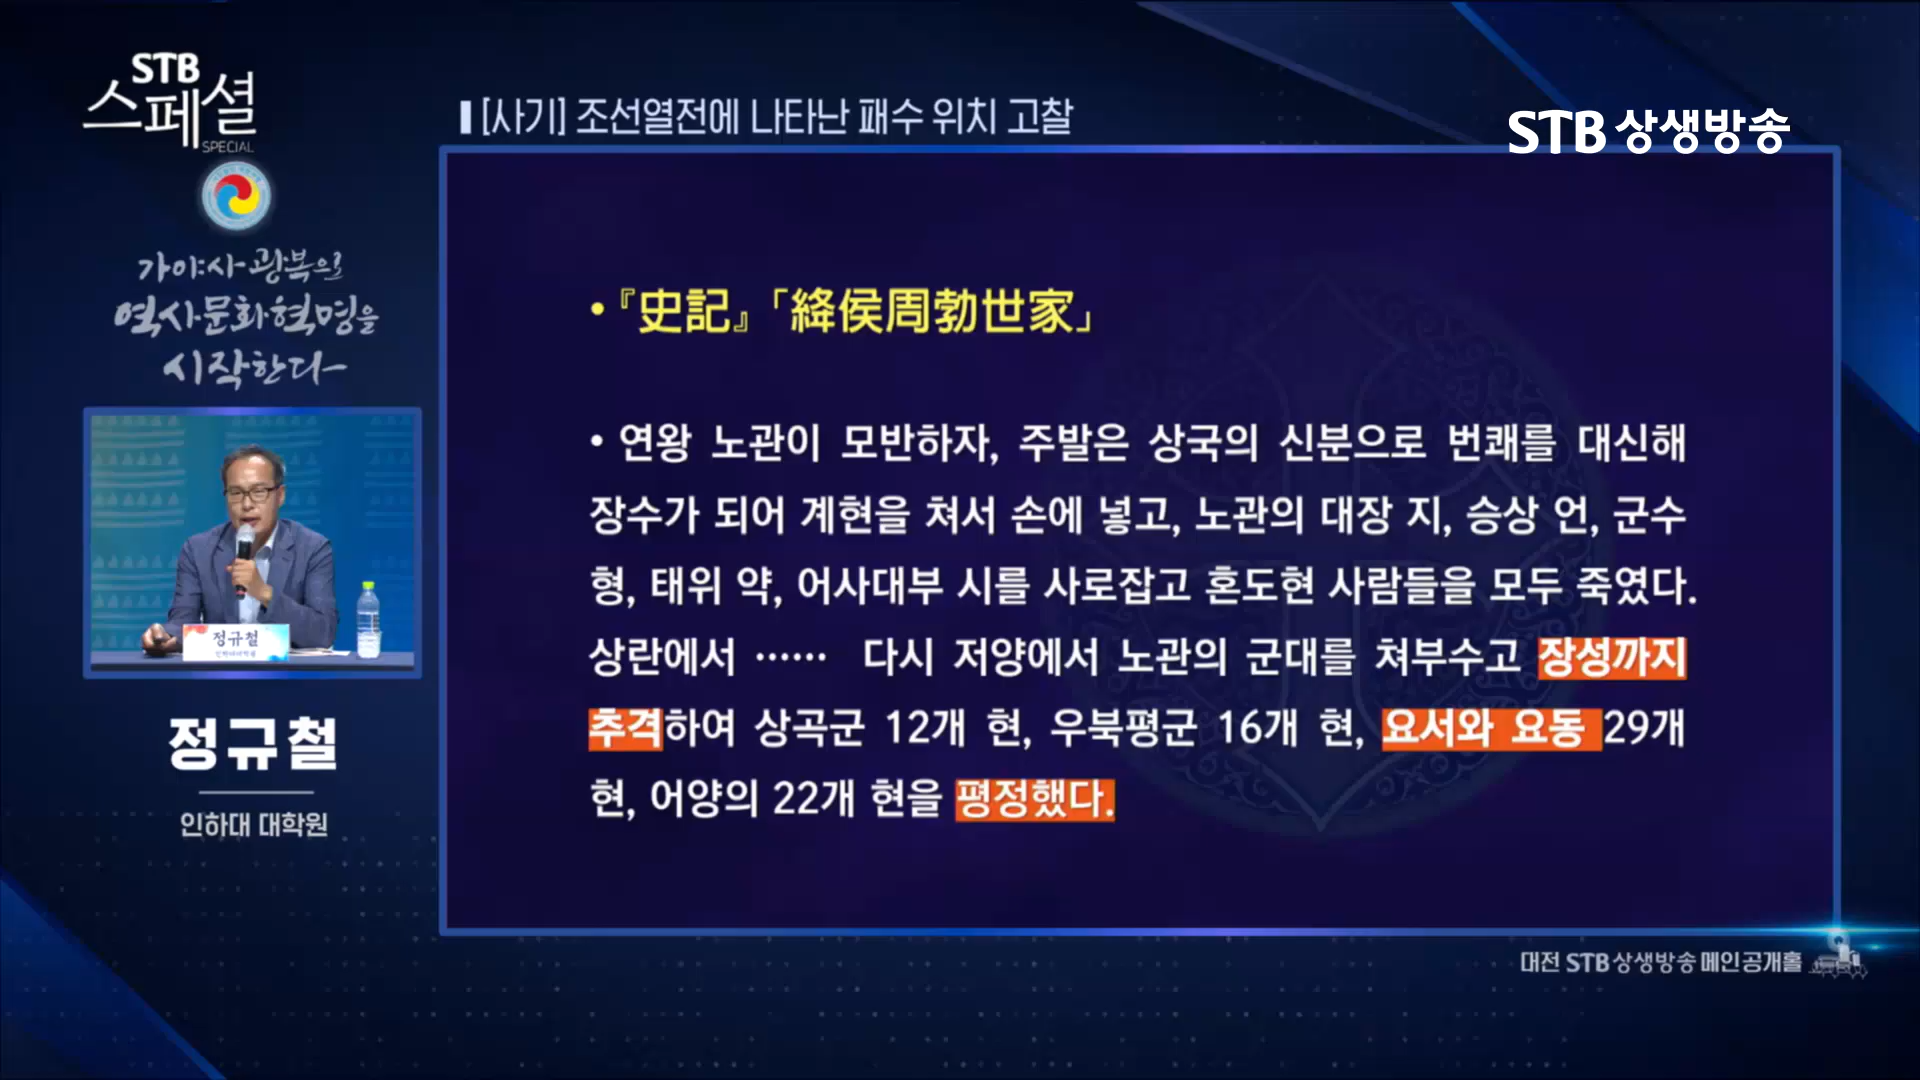 STB
스페셜
SPECIAL
가야사 광복으로
역사문화혁명을
시작한다
정규철
정규철
인하대 대학원
[사기] 조선열전에 나타난 패수 위치 고찰
STB 상생방송
•『史記』「絳侯周勃世家」
• 연왕 노관이 모반하자, 주발은 상국의 신분으로 번쾌를 대신해
장수가 되어 계현을 쳐서 손에 넣고, 노관의 대장 지, 승상 언, 군수
형, 태위 약, 어사대부 시를 사로잡고 혼도현 사람들을 모두 죽였다.
상란에서 …… 다시 저양에서 노관의 군대를 쳐부수고 장성까지
추격하여 상곡군 12개 현, 우북평군 16개 현, 요서와 요동 29개
현, 어양의 22개 현을 평정했다.
대전 STB상생방송 메인공개홀